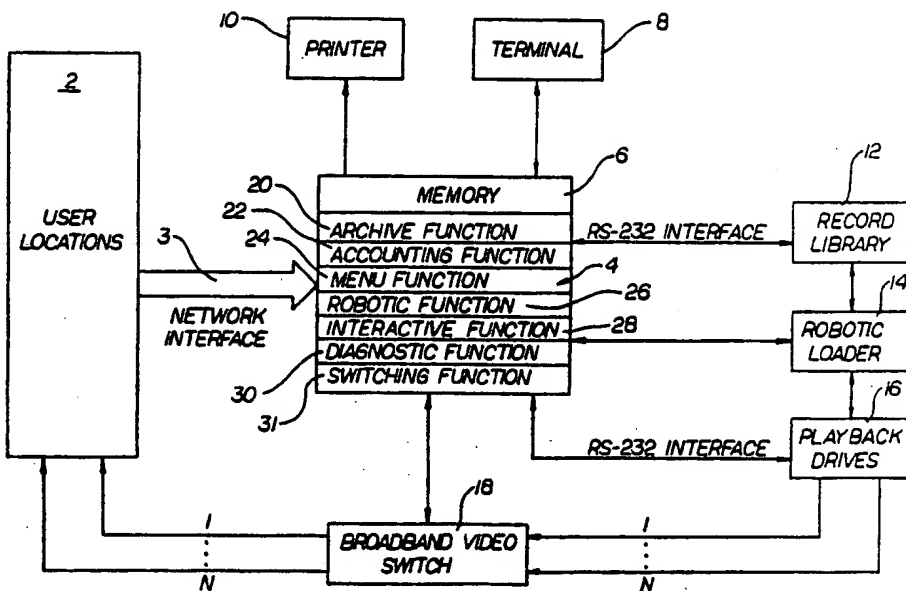 10
PRINTER
TERMINAL
8
2
USER
LOCATIONS
3
NETWORK
INTERFACE
6
MEMORY
20
ARCHIVE FUNCTION
22
ACCOUNTING FUNCTION
24
MENU FUNCTION
4
ROBOTIC FUNCTION
26
INTERACTIVE FUNCTION
28
DIAGNOSTIC FUNCTION
30
SWITCHING FUNCTION
31
RS-232 INTERFACE
12
RECORD
LIBRARY
14
ROBOTIC
LOADER
16
PLAYBACK
DRIVES
RS-232 INTERFACE
18
BROADBAND VIDEO
SWITCH
1
N
1
N